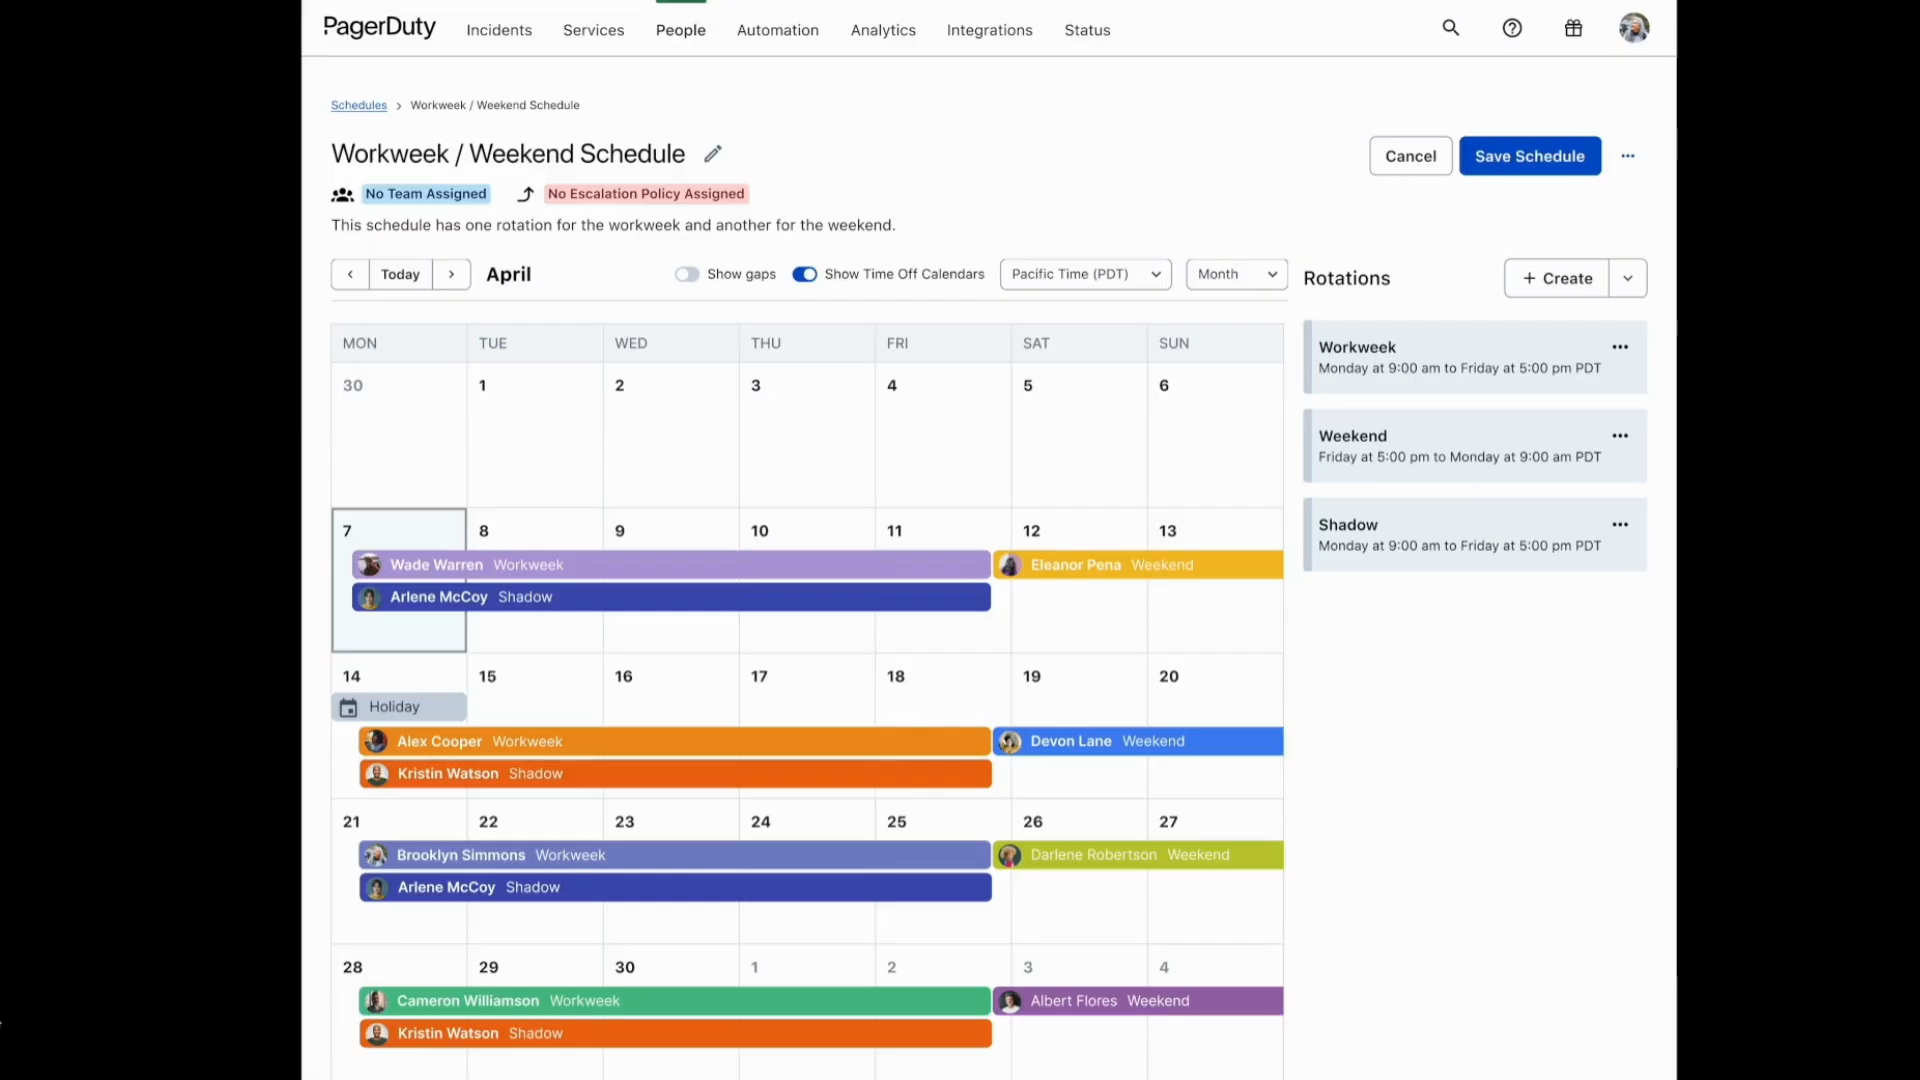 PagerDuty Incidents Services People Automation Analytics Integrations Status
Schedules > Workweek / Weekend Schedule
Workweek / Weekend Schedule
Cancel Save Schedule
No Team Assigned No Escalation Policy Assigned
This schedule has one rotation for the workweek and another for the weekend.
Today April Show gaps Show Time Off Calendars Pacific Time (PDT) Month
MON TUE WED THU FRI SAT SUN
30 1 2 3 4 5 6
7 8 9 10 11 12 13
Wade Warren Workweek Eleanor Pena Weekend
Arlene McCoy Shadow
14 15 16 17 18 19 20
Holiday
Alex Cooper Workweek Devon Lane Weekend
Kristin Watson Shadow
21 22 23 24 25 26 27
Brooklyn Simmons Workweek Darlene Robertson Weekend
Arlene McCoy Shadow
28 29 30 1 2 3 4
Cameron Williamson Workweek Albert Flores Weekend
Kristin Watson Shadow
Rotations + Create
Workweek
Monday at 9:00 am to Friday at 5:00 pm PDT
Weekend
Friday at 5:00 pm to Monday at 9:00 am PDT
Shadow
Monday at 9:00 am to Friday at 5:00 pm PDT